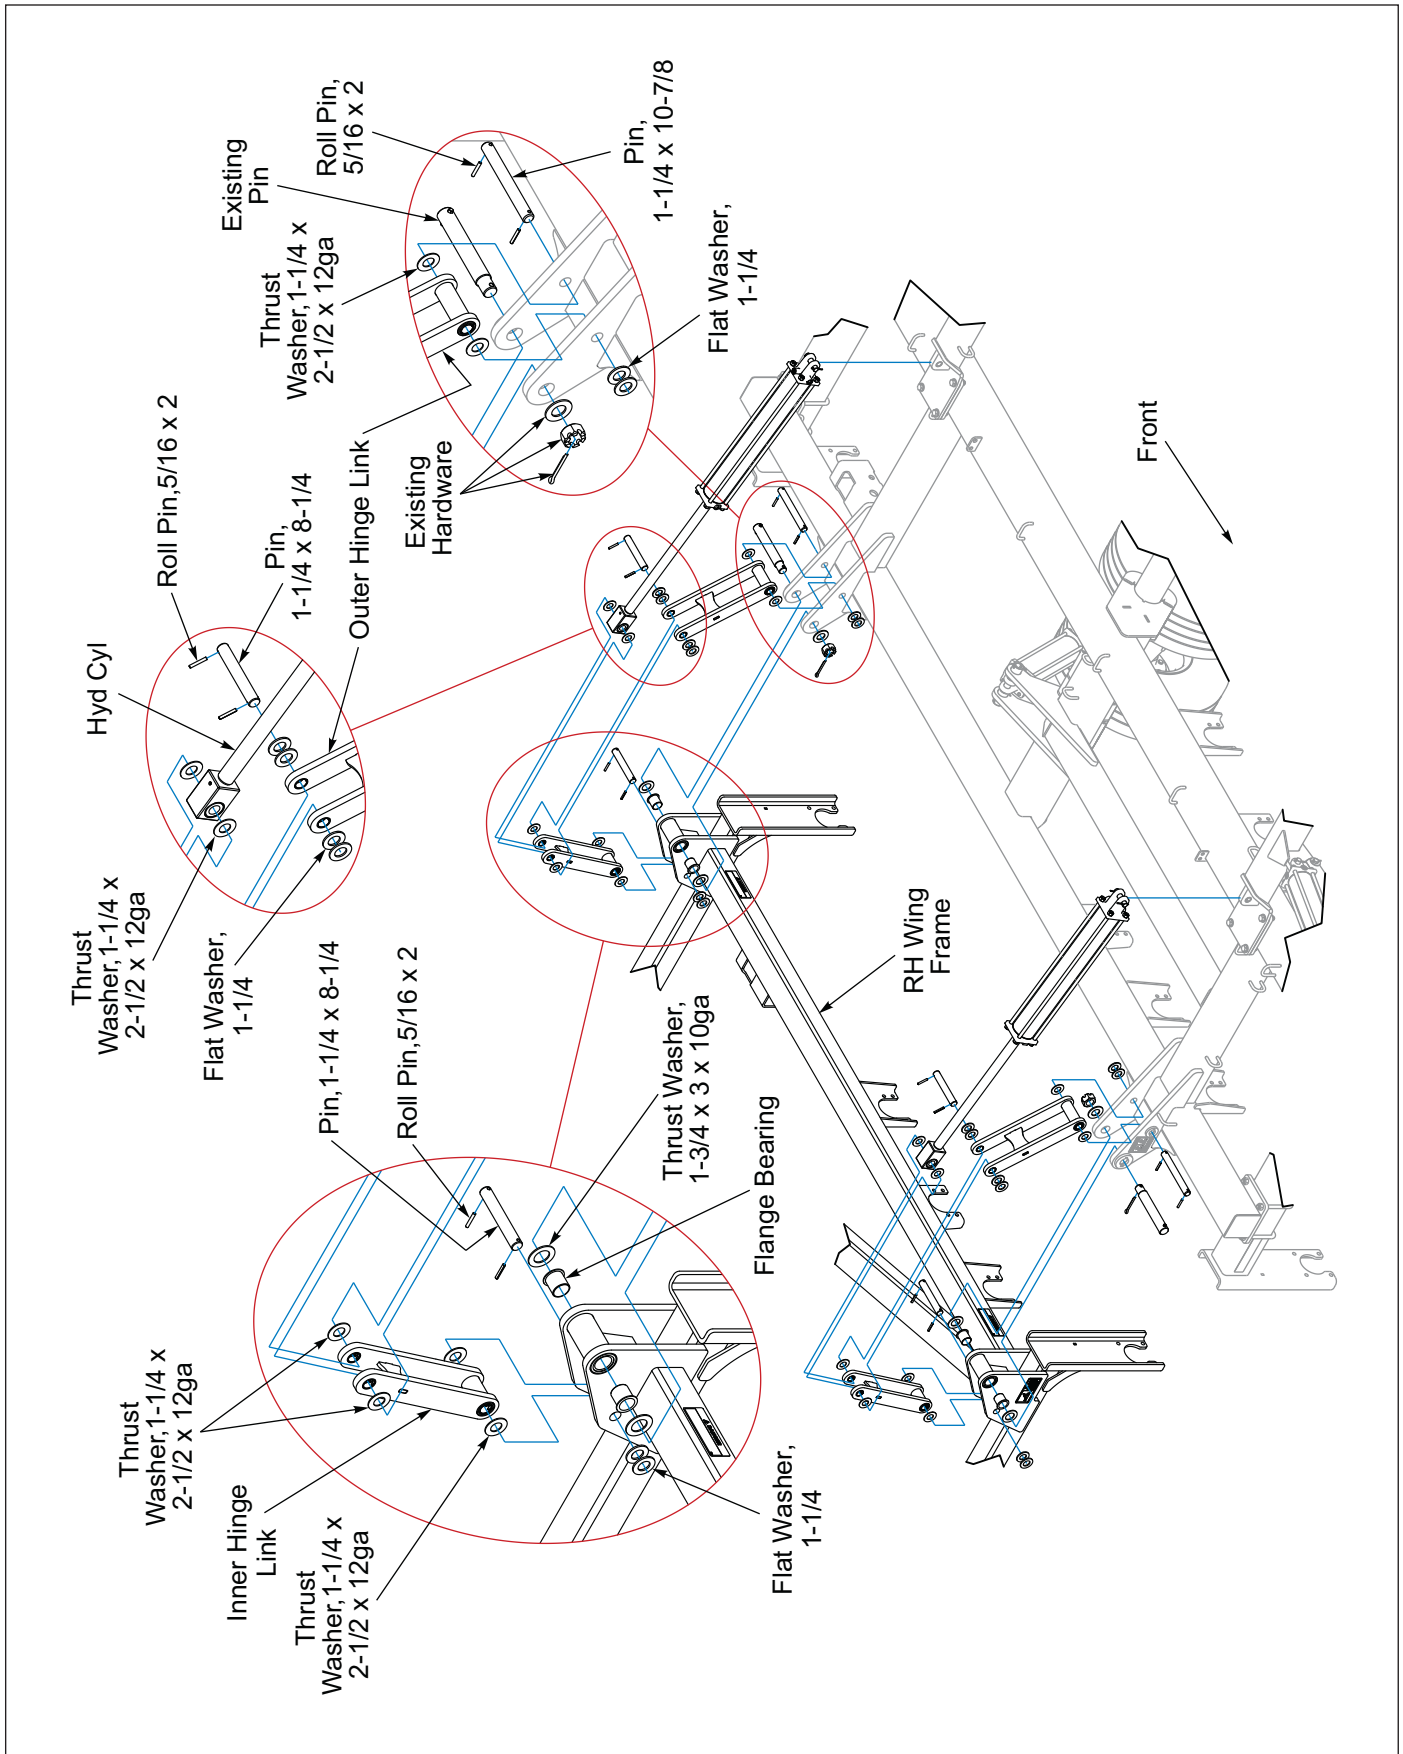 Thrust
Washer,1-1/4 x
2-1/2 x 12ga
Inner Hinge
Link
Thrust
Washer,1-1/4 x
2-1/2 x 12ga
Pin,1-1/4 x 8-1/4
Roll Pin,5/16 x 2
Thrust Washer,
1-3/4 x 3 x 10ga
Flange Bearing
Flat Washer,
1-1/4
Thrust
Washer,1-1/4 x
2-1/2 x 12ga
Flat Washer,
1-1/4
Hyd Cyl
Roll Pin,5/16 x 2
Pin,
1-1/4 x 8-1/4
Outer Hinge Link
Existing
Hardware
Thrust
Washer,1-1/4 x
2-1/2 x 12ga
Existing
Pin
Roll Pin,
5/16 x 2
Pin,
1-1/4 x 10-7/8
Flat Washer,
1-1/4
RH Wing
Frame
Front